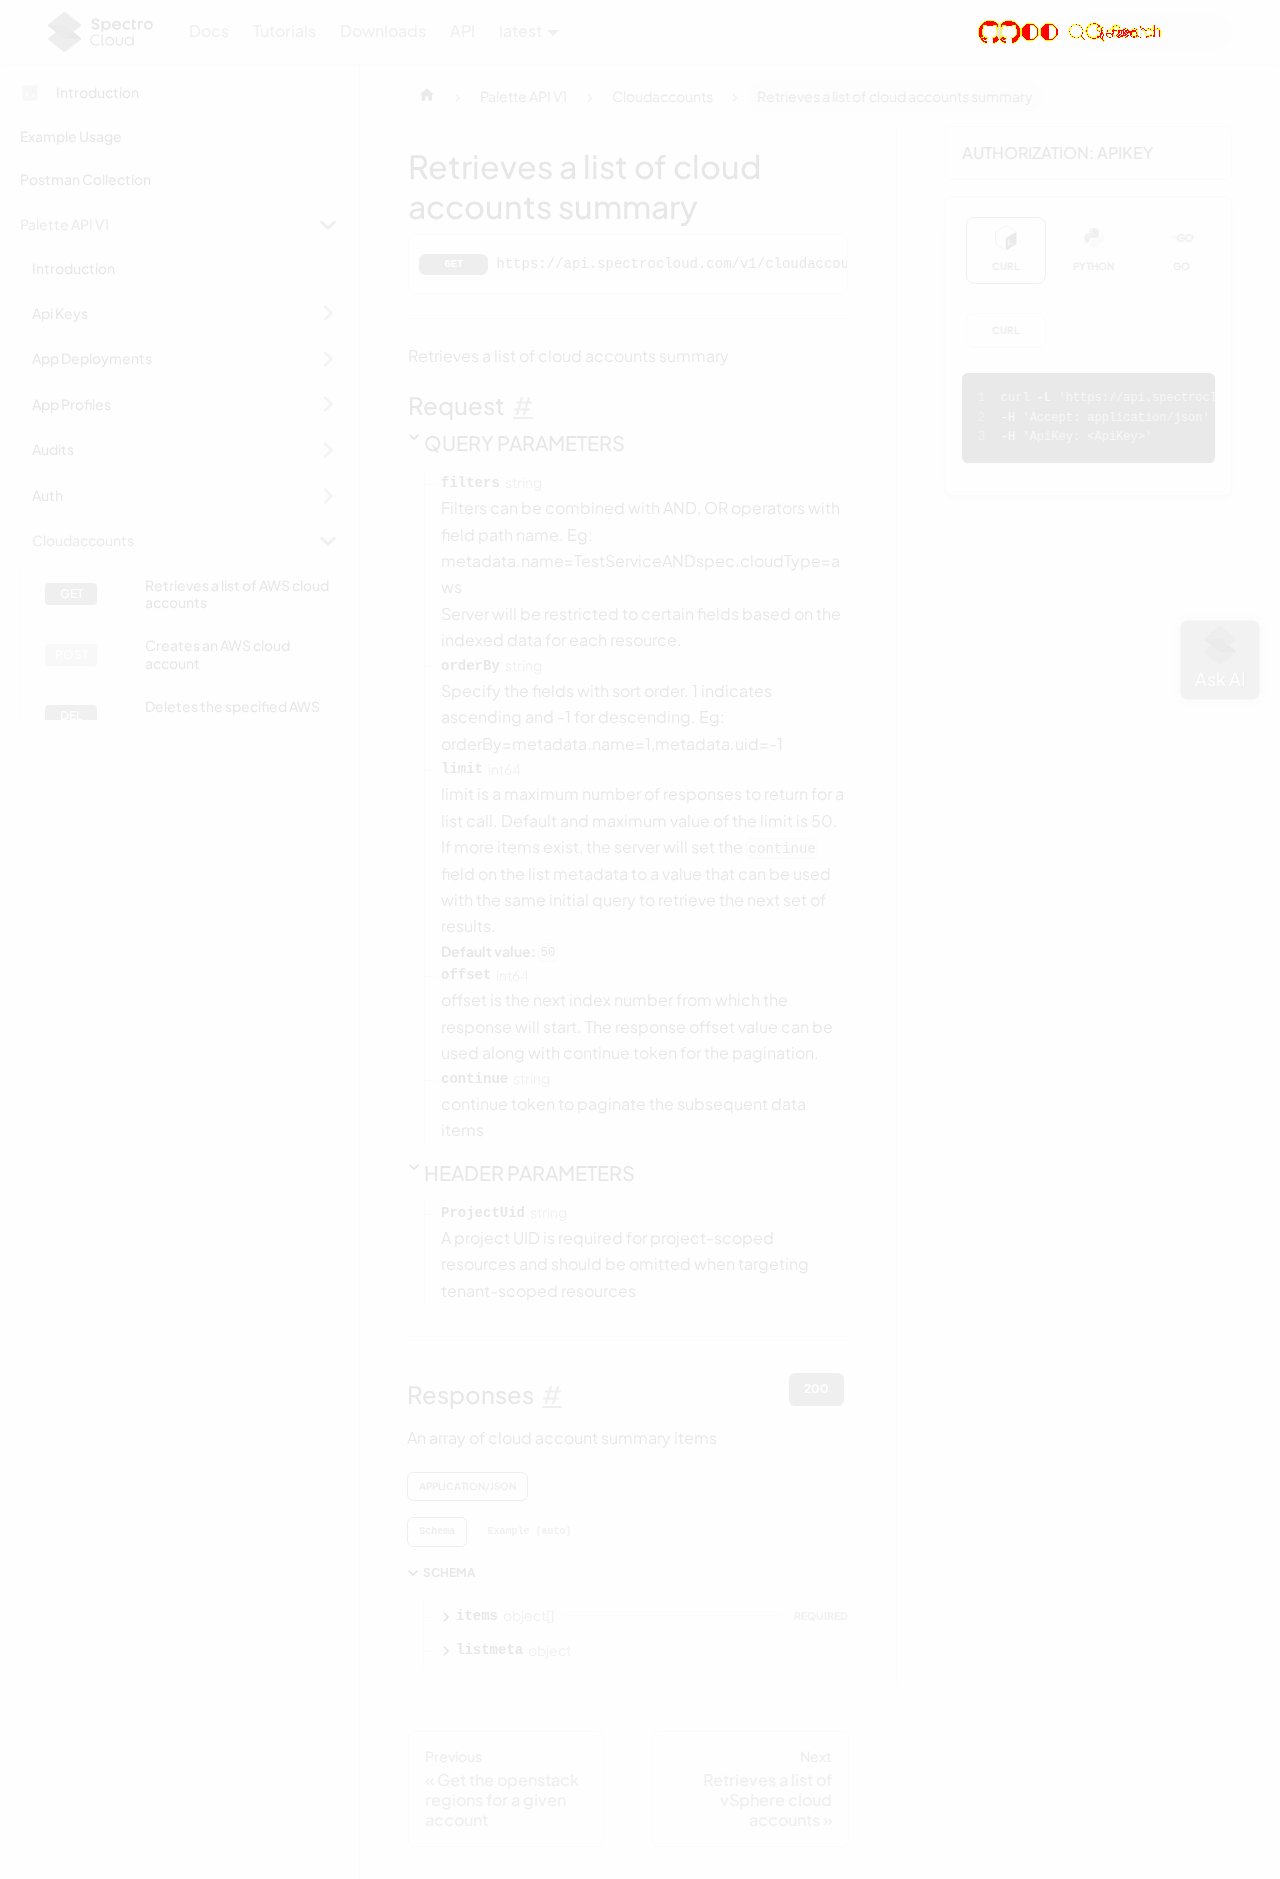 Spectro
Cloud
Docs
Tutorials
Downloads
API
latest
Introduction
Example Usage
Postman Collection
Palette API V1
Introduction
Api Keys
App Deployments
App Profiles
Audits
Auth
Cloudaccounts
GET
Retrieves a list of AWS cloud
accounts
POST
Creates an AWS cloud
account
DEL
Deletes the specified AWS
Palette API V1
Cloudaccounts
Retrieves a list of cloud accounts summary
Retrieves a list of cloud
accounts summary
GET https://api.spectrocloud.com/v1/cloudaccou
Retrieves a list of cloud accounts summary
Request #
QUERY PARAMETERS
filters string
Filters can be combined with AND, OR operators with
field path name. Eg:
metadata.name=TestServiceANDspec.cloudType=a
ws
Server will be restricted to certain fields based on the
indexed data for each resource.
orderBy string
Specify the fields with sort order. 1 indicates
ascending and -1 for descending. Eg:
orderBy=metadata.name=1,metadata.uid=-1
limit int64
limit is a maximum number of responses to return for a
list call. Default and maximum value of the limit is 50.
If more items exist, the server will set the continue
field on the list metadata to a value that can be used
with the same initial query to retrieve the next set of
results.
Default value: 50
offset int64
offset is the next index number from which the
response will start. The response offset value can be
used along with continue token for the pagination.
continue string
continue token to paginate the subsequent data
items
HEADER PARAMETERS
ProjectUid string
A project UID is required for project-scoped
resources and should be omitted when targeting
tenant-scoped resources
Responses #
200
An array of cloud account summary items
APPLICATION/JSON
Schema
Example (auto)
SCHEMA
items object[]
REQUIRED
listmeta object
Previous
« Get the openstack
regions for a given
account
Next
Retrieves a list of
vSphere cloud
accounts »
AUTHORIZATION: APIKEY
CURL
PYTHON
GO
GO
CURL
1 curl -L 'https://api.spectrocl
2 -H 'Accept: application/json'
3 -H 'ApiKey: <ApiKey>'
Ask AI